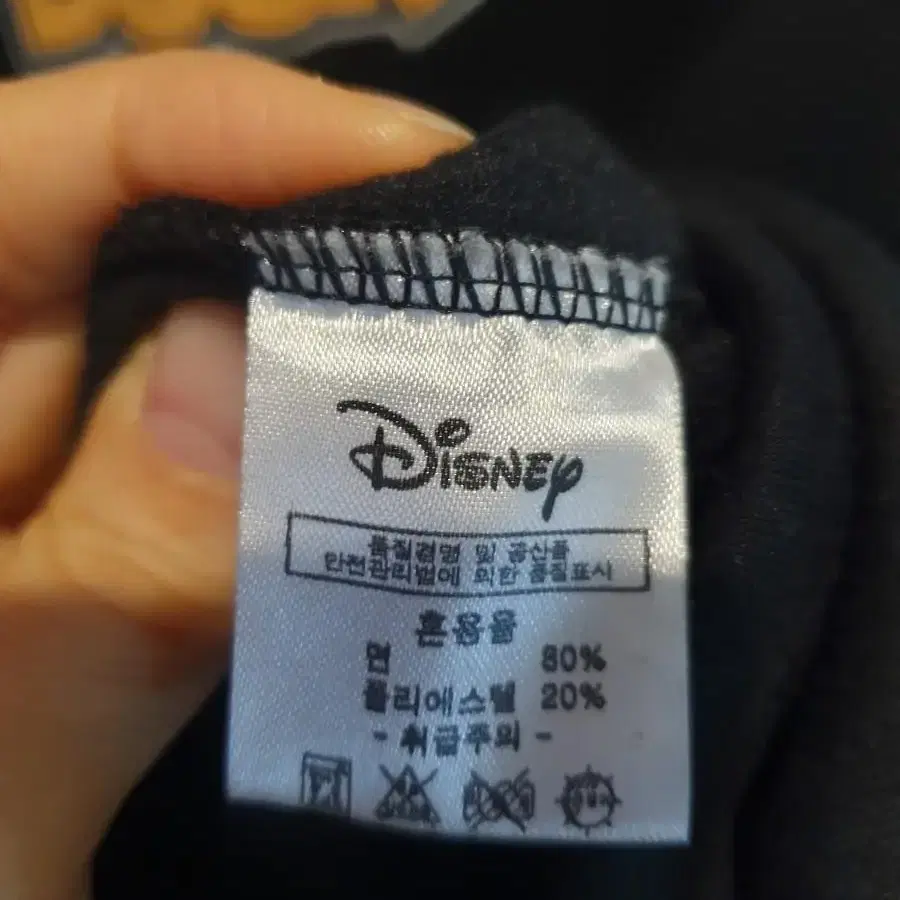 Disney
품질경영 및 공산품
안전관리법에 의한 품질표시
혼용율
면 80%
폴리에스텔 20%
- 취급주의 -